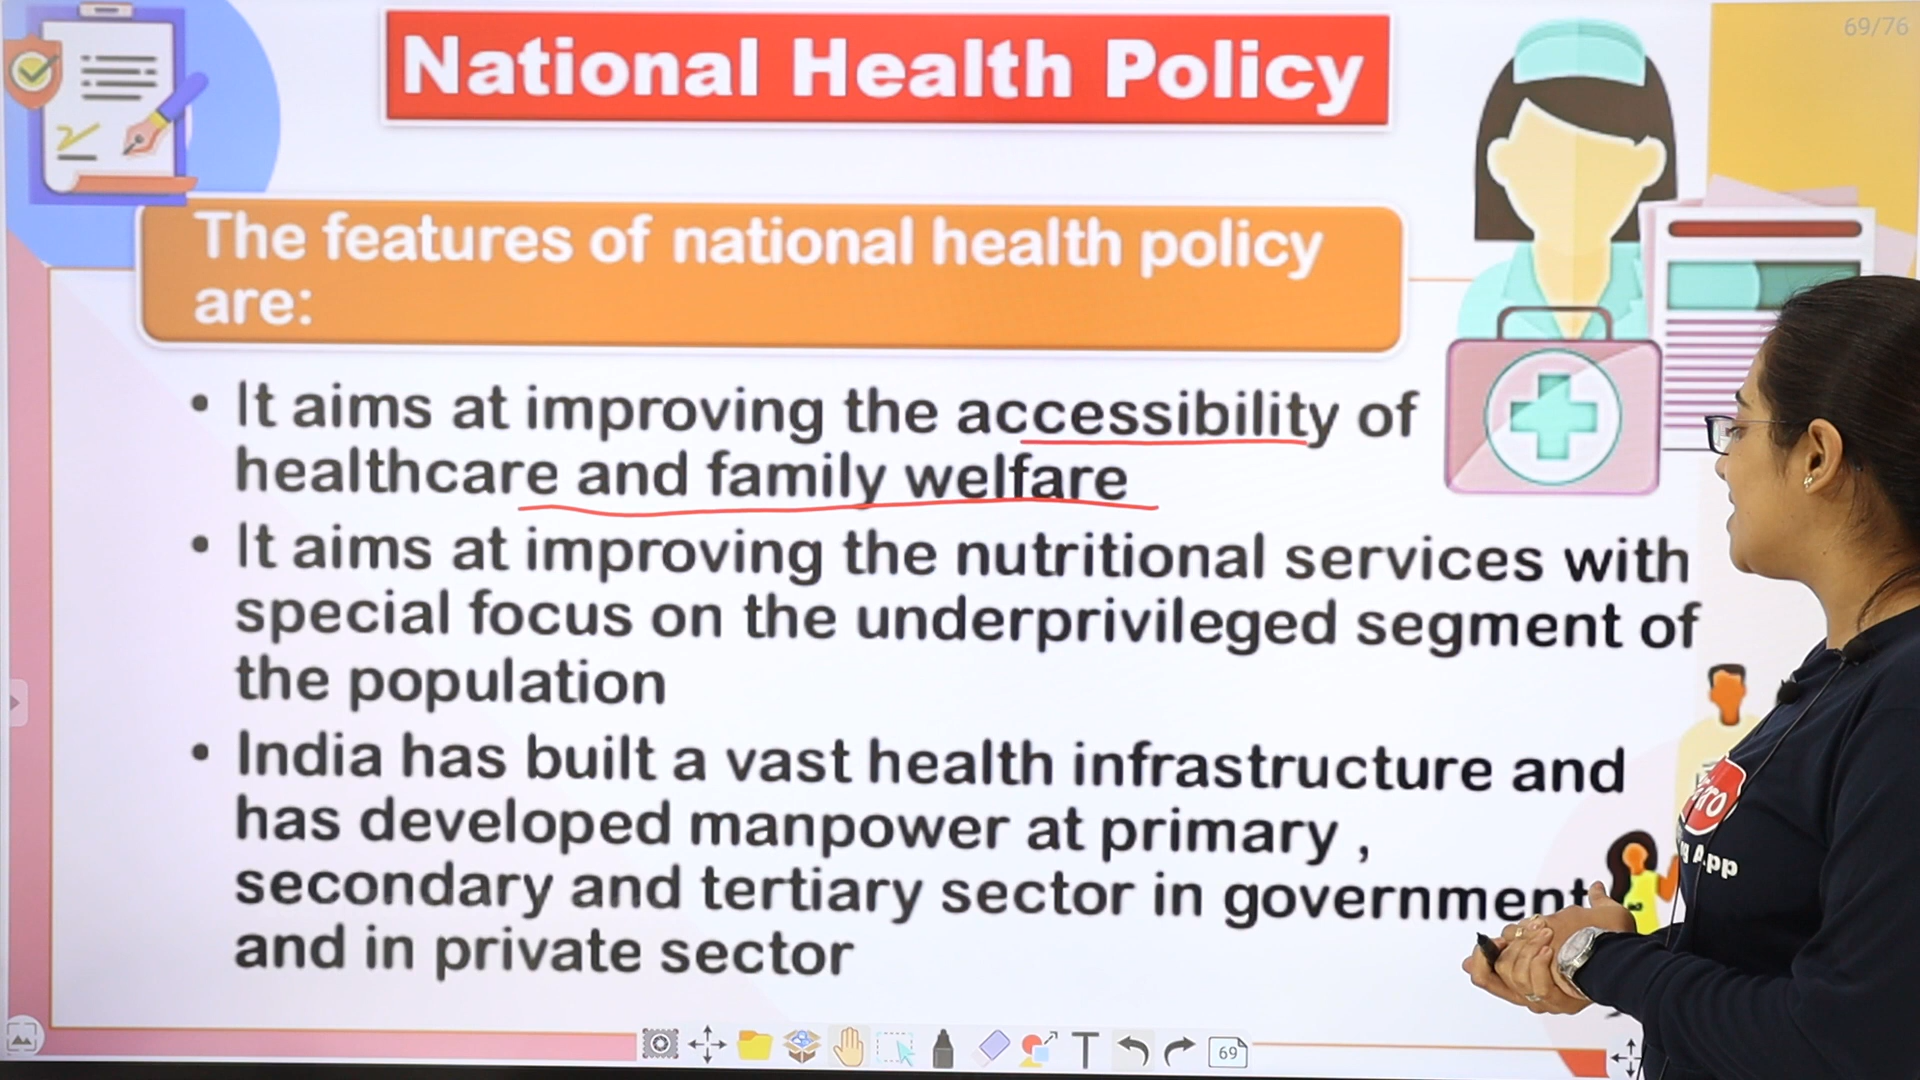 69/76
National Health Policy
The features of national health policy
are:
• It aims at improving the accessibility of
healthcare and family welfare
• It aims at improving the nutritional services with
special focus on the underprivileged segment of
the population
• India has built a vast health infrastructure and
has developed manpower at primary ,
secondary and tertiary sector in government
and in private sector
T
69